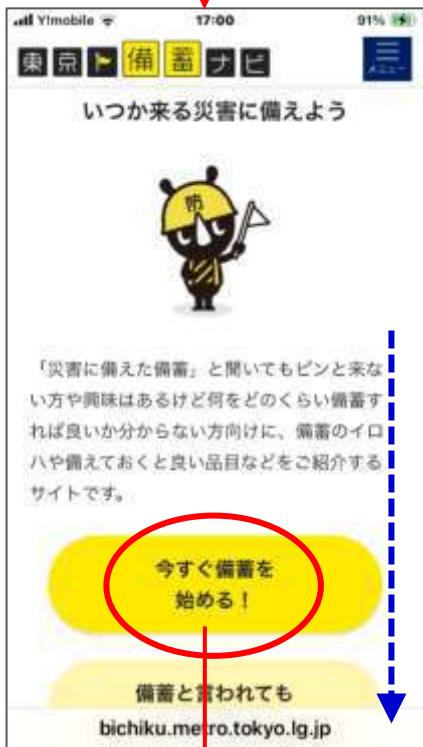 Y!mobile 17:00 91%
東京備蓄ナビ
メニュー
いつか来る災害に備えよう
防
「災害に備えた備蓄」と聞いてもピンと来な
い方や興味はあるけど何をどのくらい備蓄す
れば良いか分からない方向けに、備蓄のイロ
ハや備えておくと良い品目などをご紹介する
サイトです。
今すぐ備蓄を
始める！
備蓄と言われても
bichiku.metro.tokyo.lg.jp